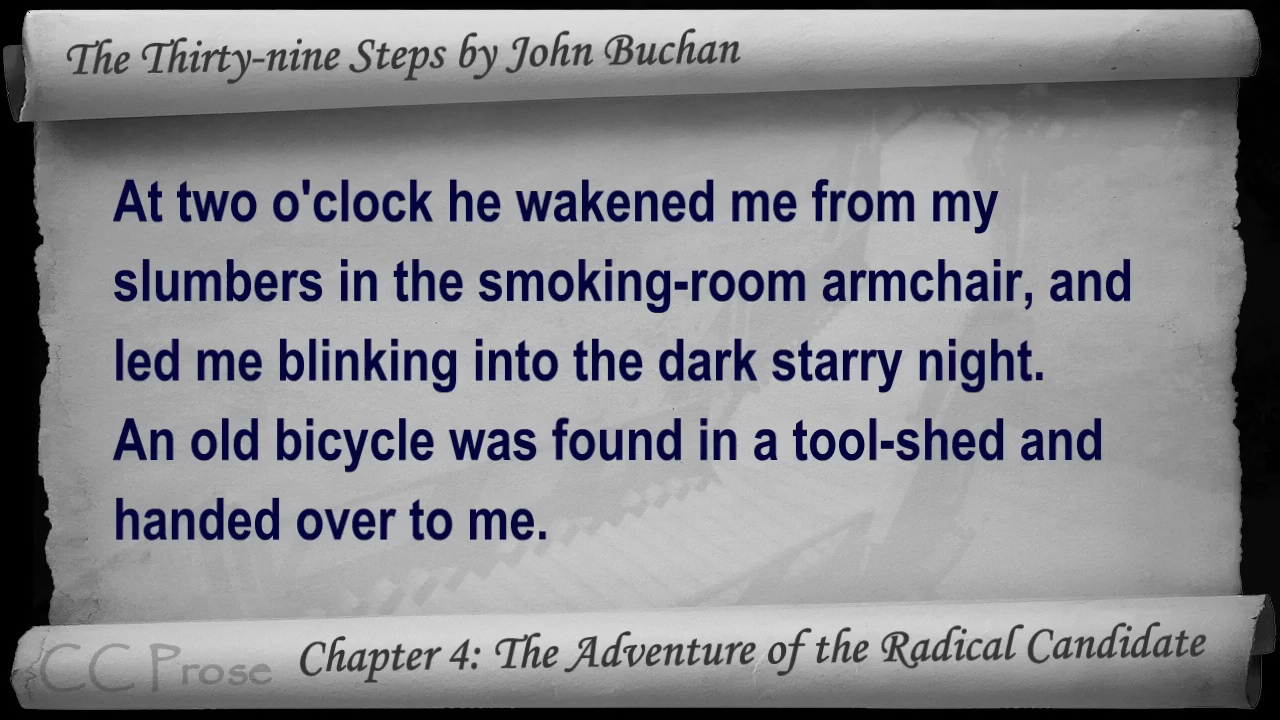 The Thirty-nine Steps by John Buchan
At two o'clock he wakened me from my
slumbers in the smoking-room armchair, and
led me blinking into the dark starry night.
An old bicycle was found in a tool-shed and
handed over to me.
CC Prose
Chapter 4: The Adventure of the Radical Candidate